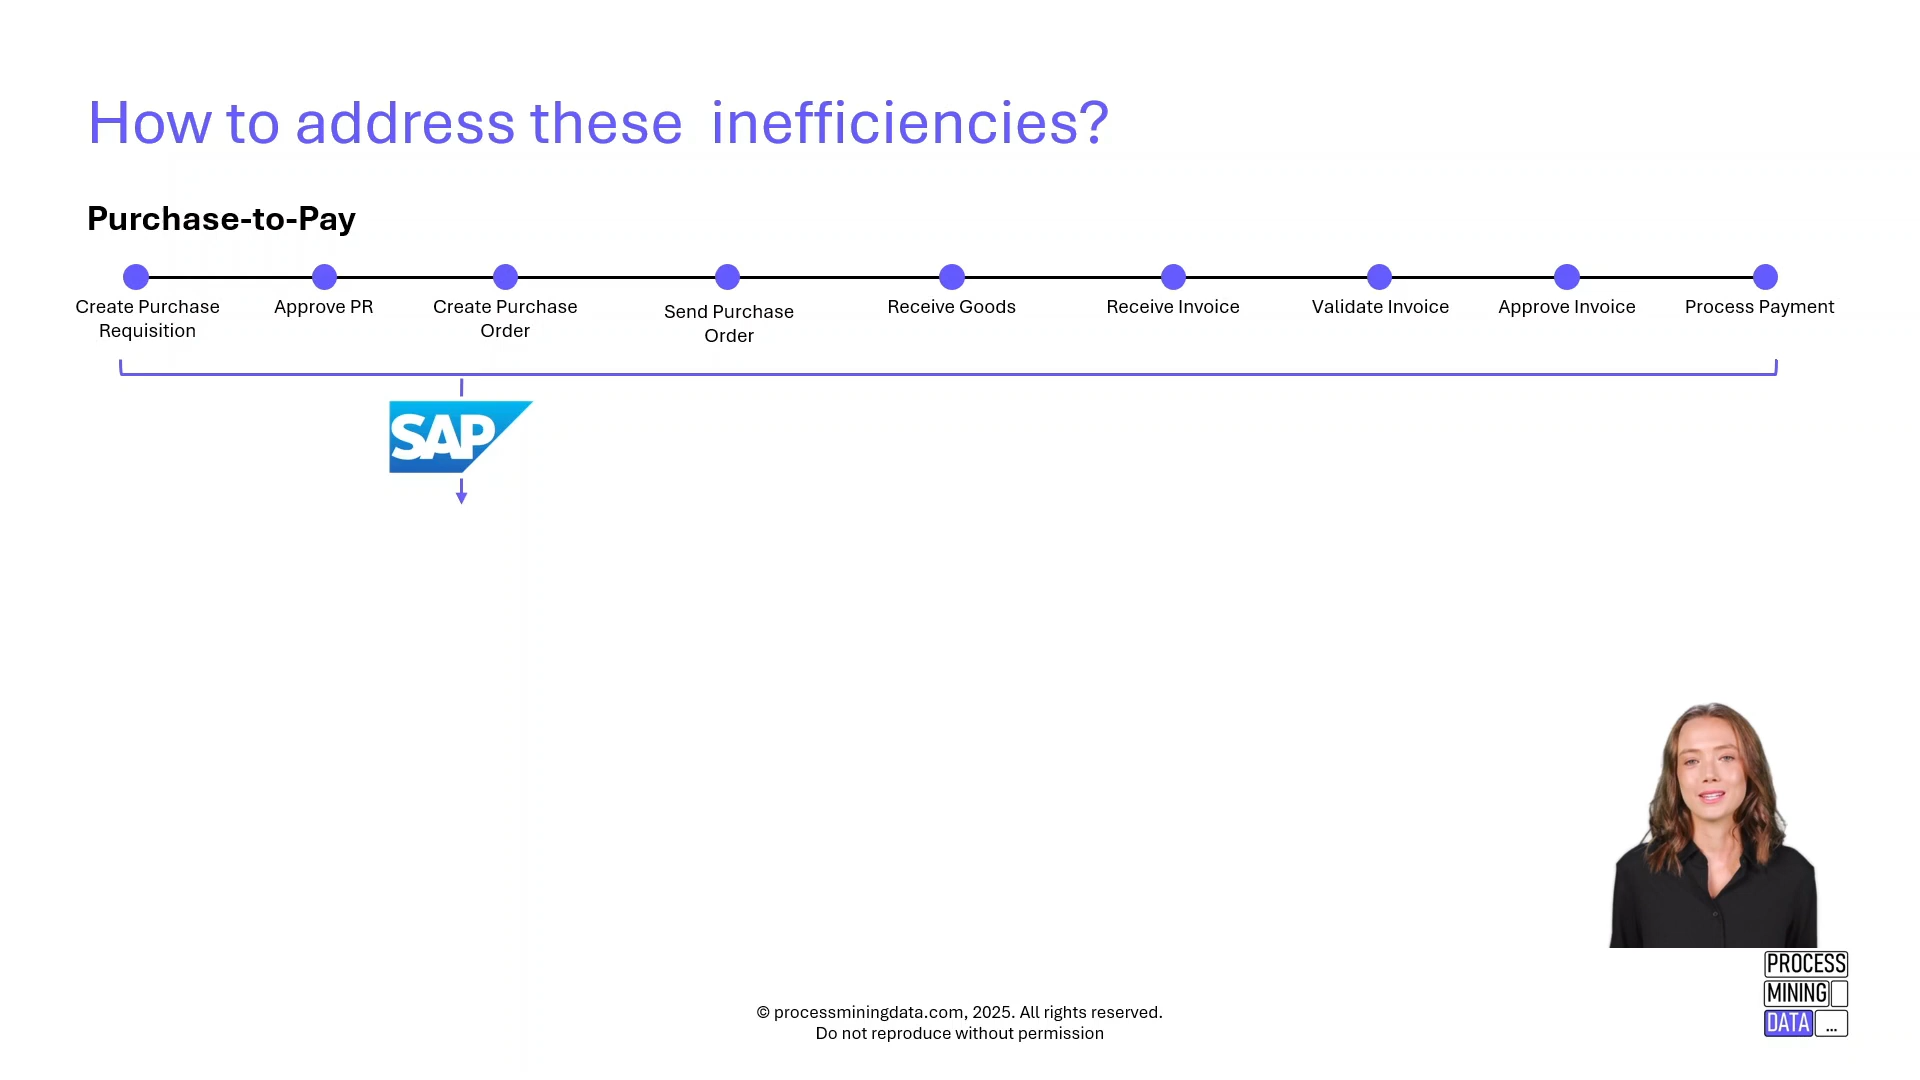 How to address these  inefficiencies?
Purchase-to-Pay
Create Purchase
Requisition
Approve PR
Create Purchase
Order
Send Purchase
Order
Receive Goods
Receive Invoice
Validate Invoice
Approve Invoice
Process Payment
SAP
PROCESS
MINING
DATA ...
© processminingdata.com, 2025. All rights reserved.
Do not reproduce without permission